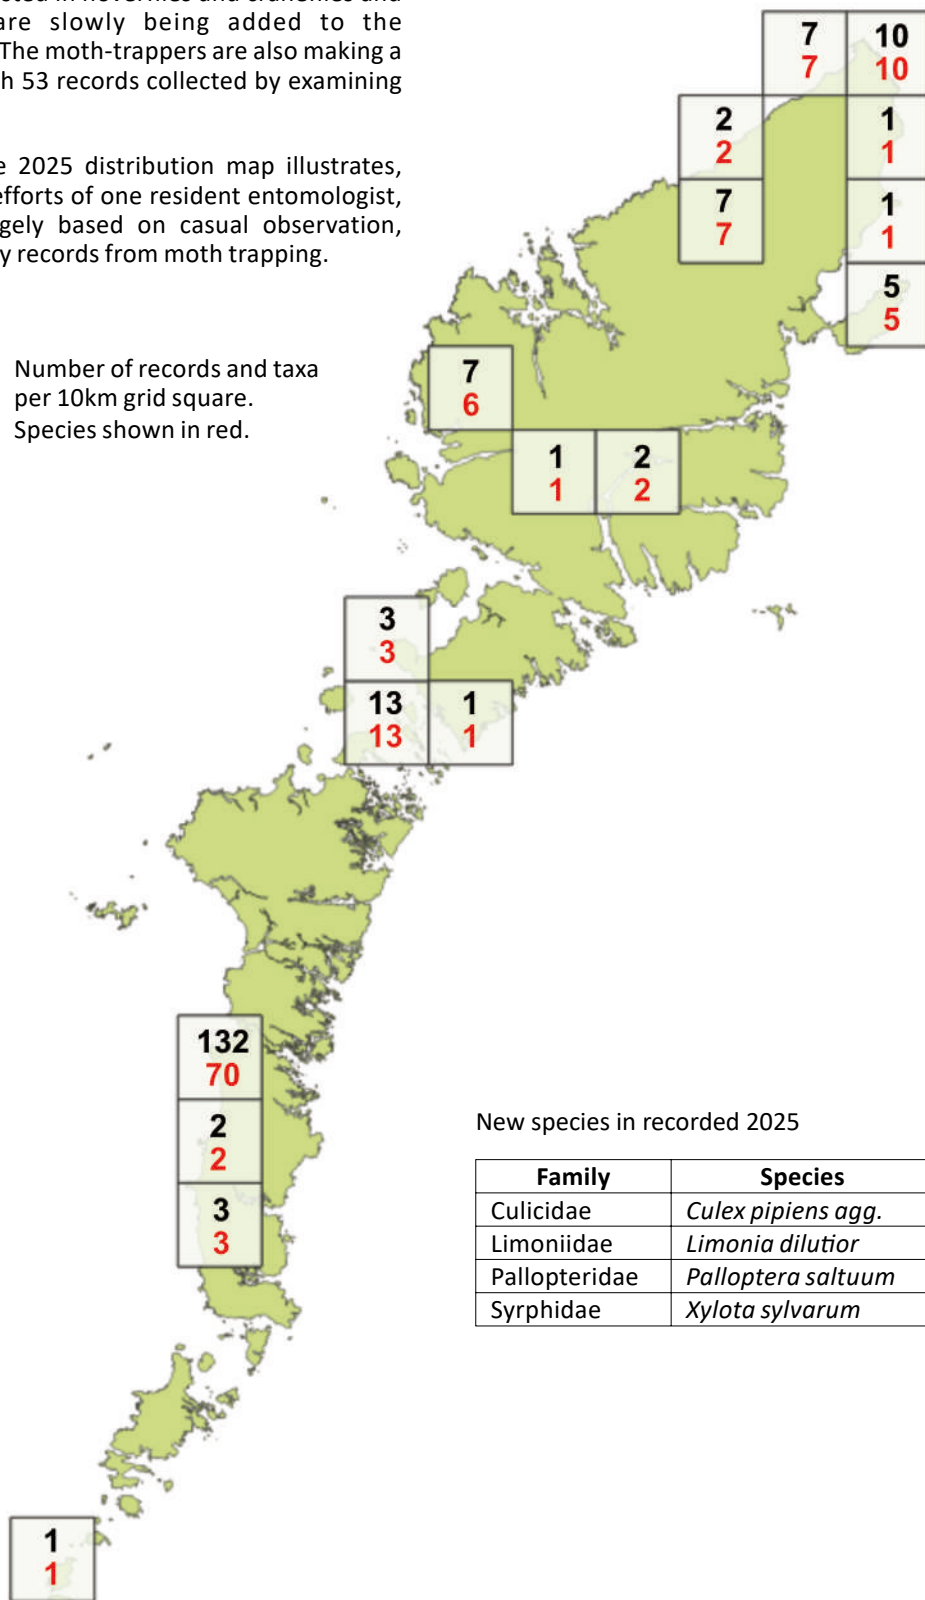 are slowly being added to the
The moth-trappers are also making a
53 records collected by examining
2025 distribution map illustrates,
efforts of one resident entomologist,
based on casual observation,
records from moth trapping.
Number of records and taxa
per 10km grid square.
Species shown in red.
7 10
7 10
2 1
2 1
7 1
7 1
5
5
7
6
1 2
1 2
3
3
13 1
13 1
132
70
2
2
3
3
New species in recorded 2025
Family Species
Culicidae Culex pipiens agg.
Limoniidae Limonia dilutior
Pallopteridae Palloptera saltuum
Syrphidae Xylota sylvarum
1
1